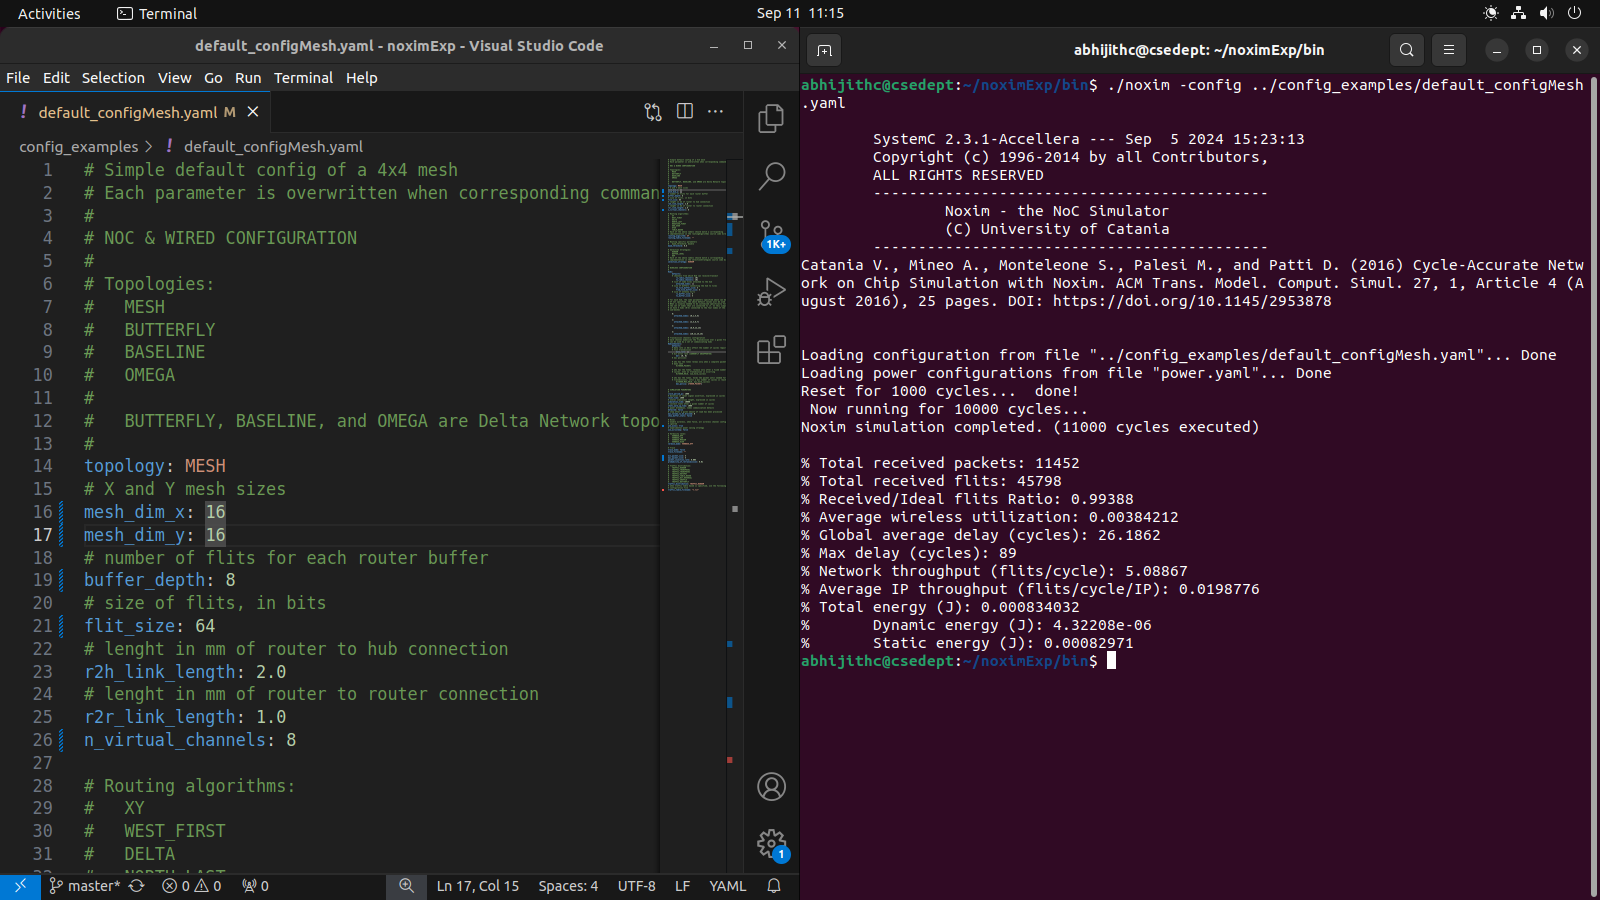 Activities
Terminal
Sep 11 11:15
default_configMesh.yaml - noximExp - Visual Studio Code
File Edit Selection View Go Run Terminal Help
! default_configMesh.yaml M
config_examples > ! default_configMesh.yaml
1 # Simple default config of a 4x4 mesh
2 # Each parameter is overwritten when corresponding comman
3 #
4 # NOC & WIRED CONFIGURATION
5 #
6 # Topologies:
7 #   MESH
8 #   BUTTERFLY
9 #   BASELINE
10 #   OMEGA
11 #
12 #   BUTTERFLY, BASELINE, and OMEGA are Delta Network topo
13 #
14 topology: MESH
15 # X and Y mesh sizes
16 mesh_dim_x: 16
17 mesh_dim_y: 16
18 # number of flits for each router buffer
19 buffer_depth: 8
20 # size of flits, in bits
21 flit_size: 64
22 # lenght in mm of router to hub connection
23 r2h_link_length: 2.0
24 # lenght in mm of router to router connection
25 r2r_link_length: 1.0
26 n_virtual_channels: 8
27
28 # Routing algorithms:
29 #   XY
30 #   WEST_FIRST
31 #   DELTA
32 #   NORTH_LAST
1K+
1
master* 0 0 0 Ln 17, Col 15 Spaces: 4 UTF-8 LF YAML
abhijithc@csedept: ~/noximExp/bin
abhijithc@csedept:~/noximExp/bin$ ./noxim -config ../config_examples/default_configMesh
.yaml
SystemC 2.3.1-Accellera --- Sep  5 2024 15:23:13
Copyright (c) 1996-2014 by all Contributors,
ALL RIGHTS RESERVED
--------------------------------------------
Noxim - the NoC Simulator
(C) University of Catania
--------------------------------------------
Catania V., Mineo A., Monteleone S., Palesi M., and Patti D. (2016) Cycle-Accurate Netw
ork on Chip Simulation with Noxim. ACM Trans. Model. Comput. Simul. 27, 1, Article 4 (A
ugust 2016), 25 pages. DOI: https://doi.org/10.1145/2953878
Loading configuration from file "../config_examples/default_configMesh.yaml"... Done
Loading power configurations from file "power.yaml"... Done
Reset for 1000 cycles...  done!
Now running for 10000 cycles...
Noxim simulation completed. (11000 cycles executed)
% Total received packets: 11452
% Total received flits: 45798
% Received/Ideal flits Ratio: 0.99388
% Average wireless utilization: 0.00384212
% Global average delay (cycles): 26.1862
% Max delay (cycles): 89
% Network throughput (flits/cycle): 5.08867
% Average IP throughput (flits/cycle/IP): 0.0198776
% Total energy (J): 0.000834032
%       Dynamic energy (J): 4.32208e-06
%       Static energy (J): 0.00082971
abhijithc@csedept:~/noximExp/bin$